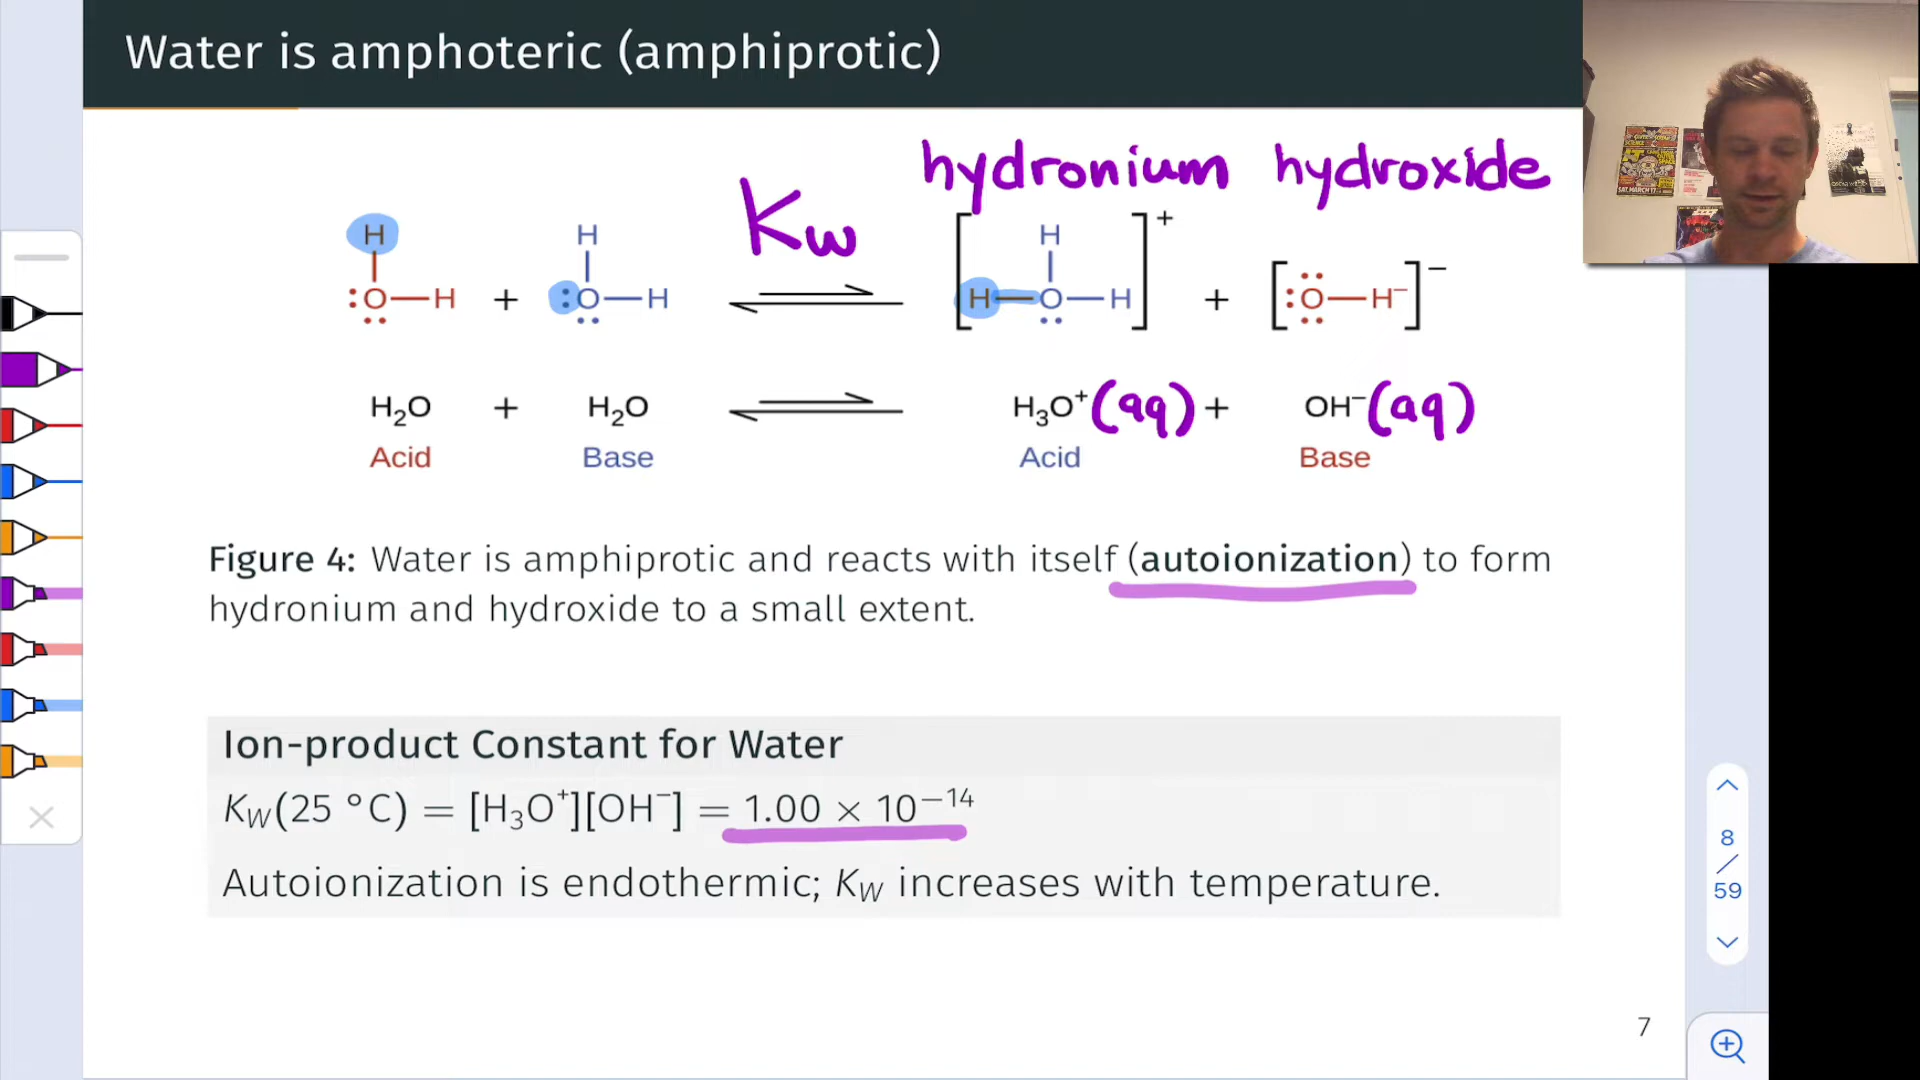 Water is amphoteric (amphiprotic)
Kw hydronium hydroxide
H H H +
:O—H + :O—H [H—O—H] + [:O—H⁻]⁻
H₂O + H₂O ⇌ H₃O⁺(aq) + OH⁻(aq)
Acid Base Acid Base
Figure 4: Water is amphiprotic and reacts with itself (autoionization) to form
hydronium and hydroxide to a small extent.
Ion-product Constant for Water
K_W(25 °C) = [H₃O⁺][OH⁻] = 1.00 × 10⁻¹⁴
Autoionization is endothermic; K_W increases with temperature.
8
/
59
7